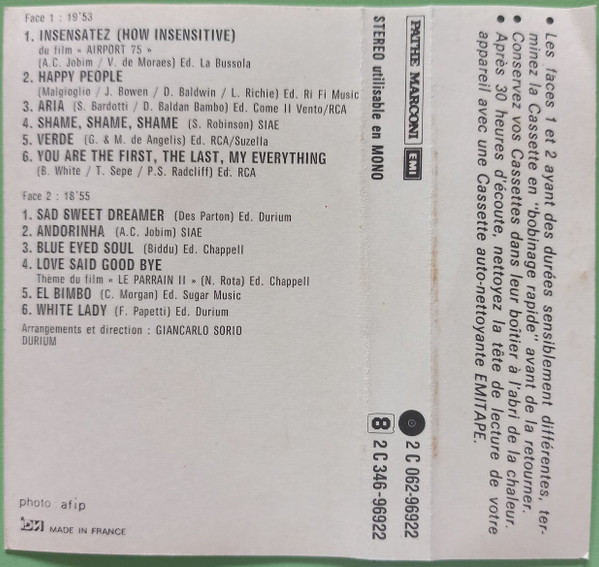 Face 1 : 19'53
1. INSENSATEZ (HOW INSENSITIVE)
du film « AIRPORT 75 »
(A.C. Jobim / V. de Moraes) Ed. La Bussola
2. HAPPY PEOPLE
(Malgioglio / J. Bowen / D. Baldwin / L. Richie) Ed. Ri Fi Music
3. ARIA (S. Bardotti / D. Baldan Bambo) Ed. Come Il Vento/RCA
4. SHAME, SHAME, SHAME (S. Robinson) SIAE
5. VERDE (G. & M. de Angelis) Ed. RCA/Suzella
6. YOU ARE THE FIRST, THE LAST, MY EVERYTHING
(B. White / T. Sepe / P.S. Radcliff) Ed. RCA
Face 2 : 18'55
1. SAD SWEET DREAMER (Des Parton) Ed. Durium
2. ANDORINHA (A.C. Jobim) SIAE
3. BLUE EYED SOUL (Biddu) Ed. Chappell
4. LOVE SAID GOOD BYE
Thème du film « LE PARRAIN II » (N. Rota) Ed. Chappell
5. EL BIMBO (C. Morgan) Ed. Sugar Music
6. WHITE LADY (F. Papetti) Ed. Durium
Arrangements et direction : GIANCARLO SORIO
DURIUM
photo : afip
IDN MADE IN FRANCE
PATHE MARCONI EMI
STEREO utilisable en MONO
2 C 062-96922
8 2 C 346-96922
• Les faces 1 et 2 ayant des durées sensiblement différentes, ter-
minez la Cassette en "bobinage rapide" avant de la retourner.
• Conservez vos Cassettes dans leur boîtier à l'abri de la chaleur.
• Après 30 heures d'écoute, nettoyez la tête de lecture de votre
appareil avec une Cassette auto-nettoyante EMITAPE.